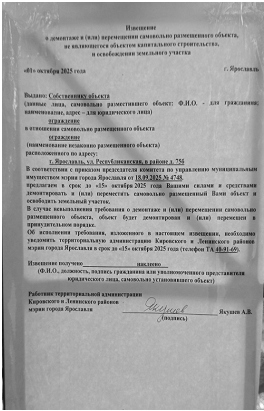 Извещение
о демонтаже и (или) перемещении самовольно размещенного объекта,
не являющегося объектом капитального строительства,
и освобождении земельного участка
«01» октября 2025 года
г. Ярославль
Выдано: Собственнику объекта
(данные лица, самовольно разместившего объект: Ф.И.О. - для гражданина;
наименование, адрес – для юридического лица)
ограждение
в отношении самовольно размещенного объекта
ограждение
(наименование незаконно размещенного объекта)
расположенного по адресу:
г. Ярославль, ул. Республиканская, в районе д. 75б
В соответствии с приказом председателя комитета по управлению муниципальным
имуществом мэрии города Ярославля от 09.10.2025 №
предлагаем в срок до «15» октября 2025 года Вашими силами и средствами
демонтировать и (или) переместить самовольно размещенный Вами объект и
освободить земельный участок.
В случае невыполнения требования о демонтаже и (или) перемещении самовольно
размещенного объекта, объект будет демонтирован и (или) перемещен в
принудительном порядке.
Об исполнении требования, изложенного в настоящем извещении, необходимо
уведомить территориальную администрацию Кировского и Ленинского районов
мэрии города Ярославля в срок до «15» октября 2025 года (телефон ТА 40-91-69).
Извещение получено наклеено
(Ф.И.О., должность, подпись гражданина или уполномоченного представителя
юридического лица, самовольно установившего объект)
Работник территориальной администрации
Кировского и Ленинского районов
мэрии города Ярославля Якушев А.В.
(подпись)